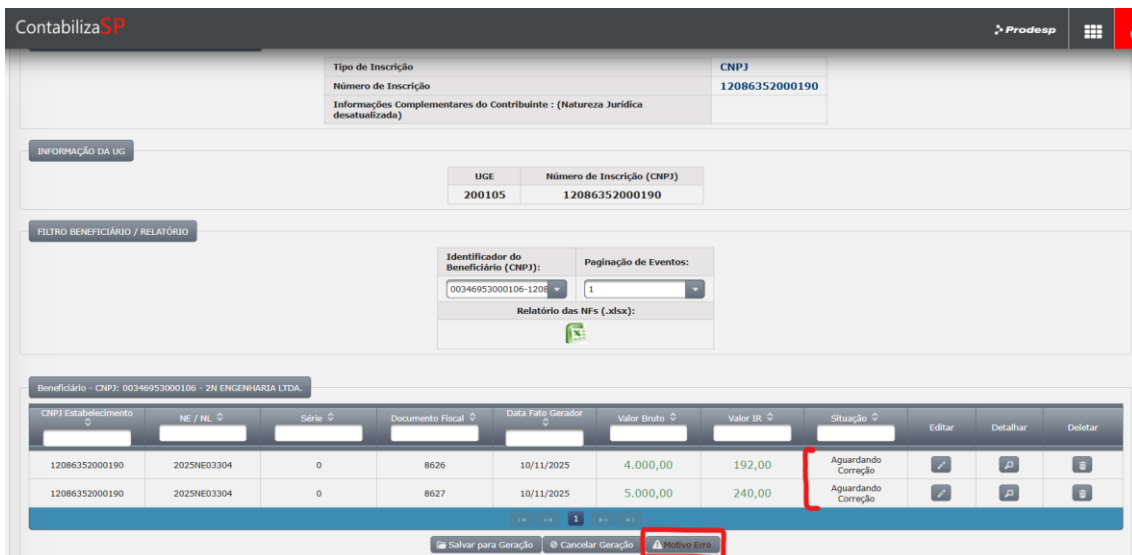 ContabilizaSP
Prodesp
Tipo de Inscrição CNPJ
Número de Inscrição 12086352000190
Informações Complementares do Contribuinte : (Natureza Jurídica
desatualizada)
INFORMAÇÃO DA UG
UGE Número de Inscrição (CNPJ)
200105 12086352000190
FILTRO BENEFICIÁRIO / RELATÓRIO
Identificador do
Beneficiário (CNPJ): Paginação de Eventos:
00346953000106-1208 1
Relatório das NFs (.xlsx):
Beneficiário - CNPJ: 00346953000106 - 2N ENGENHARIA LTDA.
CNPJ Estabelecimento NE / NL Série Documento Fiscal Data Fato Gerador Valor Bruto Valor IR Situação Editar Detalhar Deletar
12086352000190 2025NE03304 0 8626 10/11/2025 4.000,00 192,00 Aguardando
Correção
12086352000190 2025NE03304 0 8627 10/11/2025 5.000,00 240,00 Aguardando
Correção
1
Salvar para Geração Cancelar Geração Motivo Erro